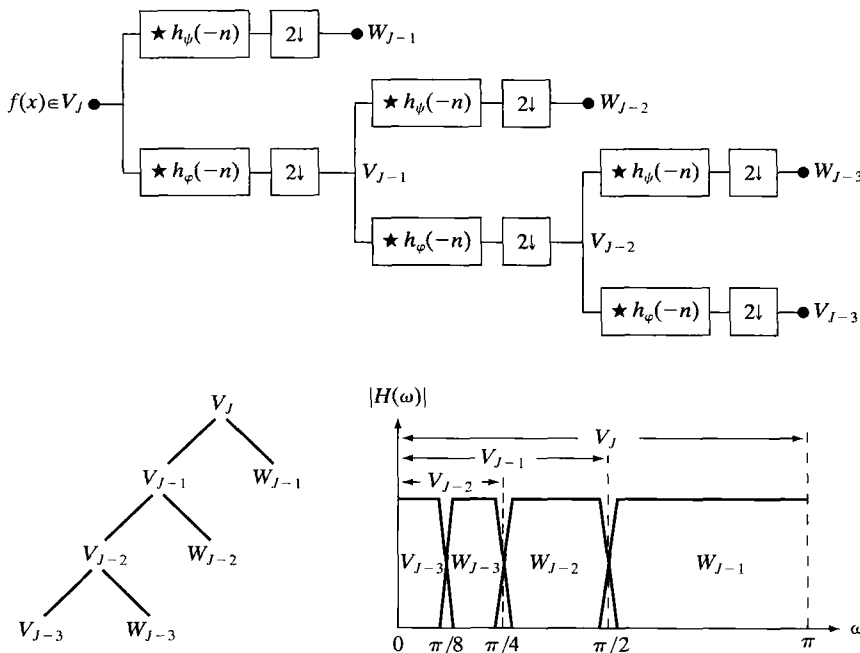 ★ h_ψ(−n) 2↓ W_{J−1}
f(x)∈V_J
★ h_ψ(−n) 2↓ W_{J−2}
★ h_φ(−n) 2↓ V_{J−1}
★ h_ψ(−n) 2↓ W_{J−3}
★ h_φ(−n) 2↓ V_{J−2}
★ h_φ(−n) 2↓ V_{J−3}
V_J
V_{J−1} W_{J−1}
V_{J−2} W_{J−2}
V_{J−3} W_{J−3}
|H(ω)|
V_J
V_{J−1}
V_{J−2}
V_{J−3} W_{J−3} W_{J−2} W_{J−1}
0 π/8 π/4 π/2 π ω